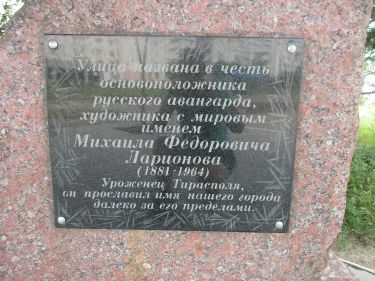 Улица названа в честь
основоположника
русского авангарда,
художника с мировым
именем
Михаила Федоровича
Ларионова
(1881-1964)
Уроженец Тирасполя,
он прославил имя нашего города
далеко за его пределами.